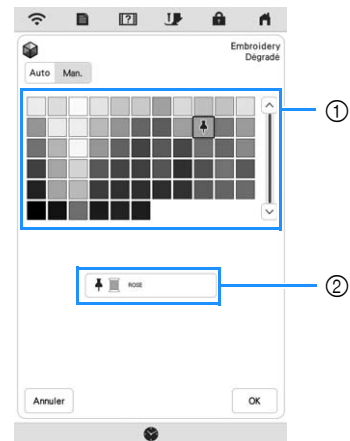 Embroidery
Dégradé
Auto Man.
①
ROSE
②
Annuler OK